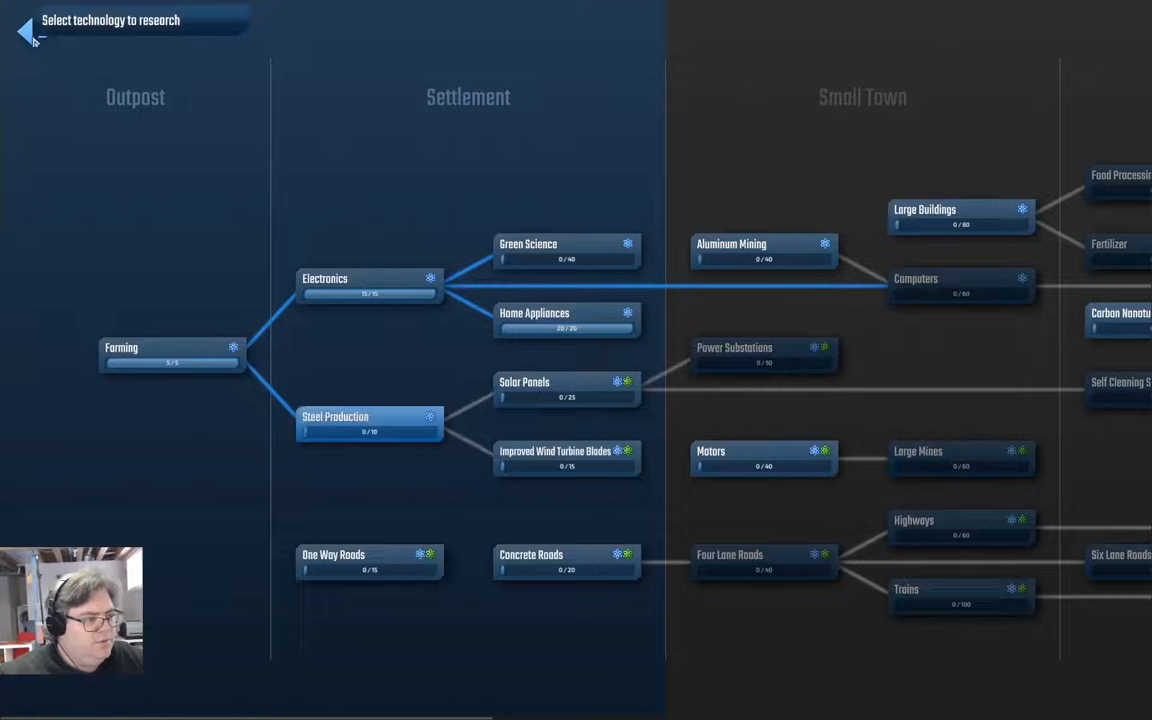 Select technology to research
Outpost
Settlement
Small Town
Food Processin
Large Buildings
0/60
Green Science
0/40
Aluminum Mining
0/40
Fertilizer
Electronics
15/15
Computers
0/60
Home Appliances
20/20
Carbon Nanotu
Farming
5/5
Power Substations
0/50
Solar Panels
0/25
Self Cleaning S
Steel Production
0/10
Improved Wind Turbine Blades
0/15
Motors
0/40
Large Mines
0/60
Highways
0/60
One Way Roads
0/15
Concrete Roads
0/20
Four Lane Roads
0/40
Six Lane Roads
Trains
0/100